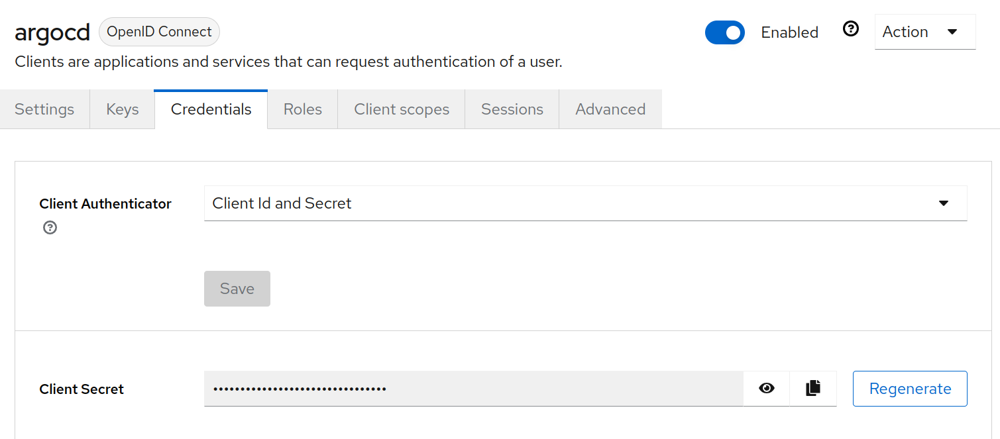 argocd OpenID Connect Enabled Action
Clients are applications and services that can request authentication of a user.
Settings Keys Credentials Roles Client scopes Sessions Advanced
Client Authenticator Client Id and Secret
Save
Client Secret •••••••••••••••••••••••••••••••• Regenerate